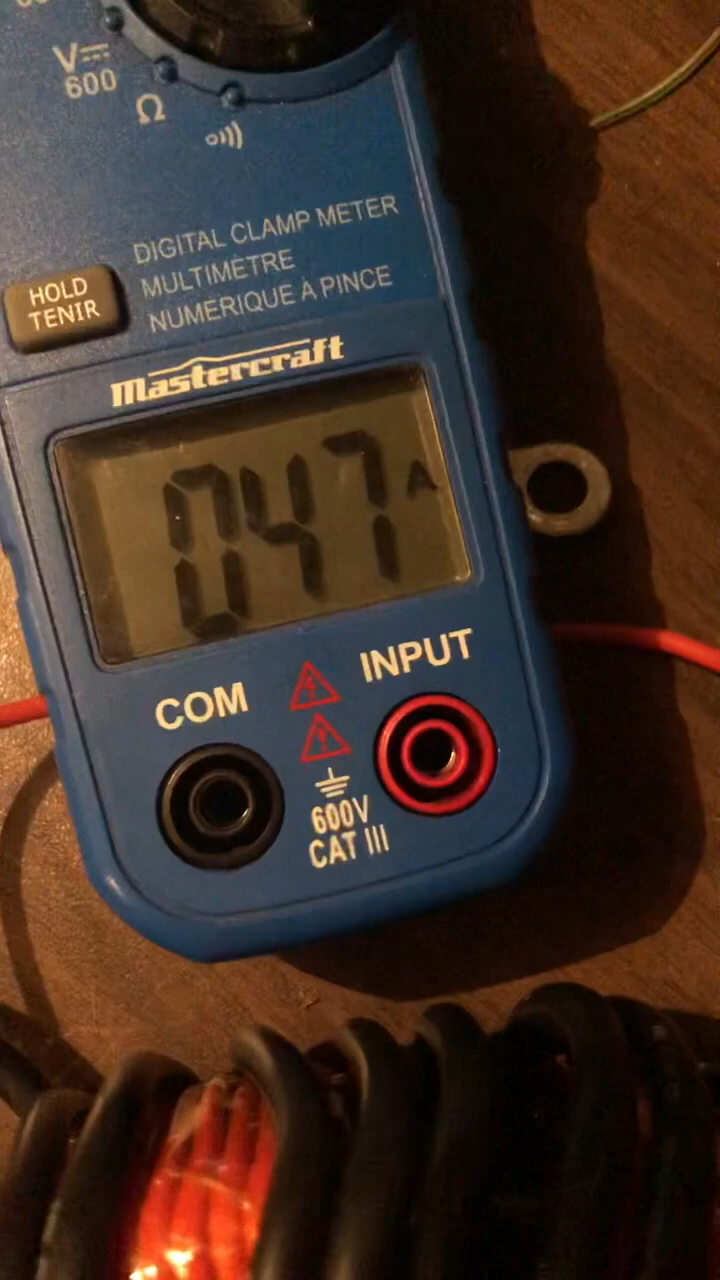 V
600
Ω
DIGITAL CLAMP METER
MULTIMÈTRE
NUMÉRIQUE À PINCE
HOLD
TENIR
mastercraft
047 A
COM
INPUT
600V
CAT III